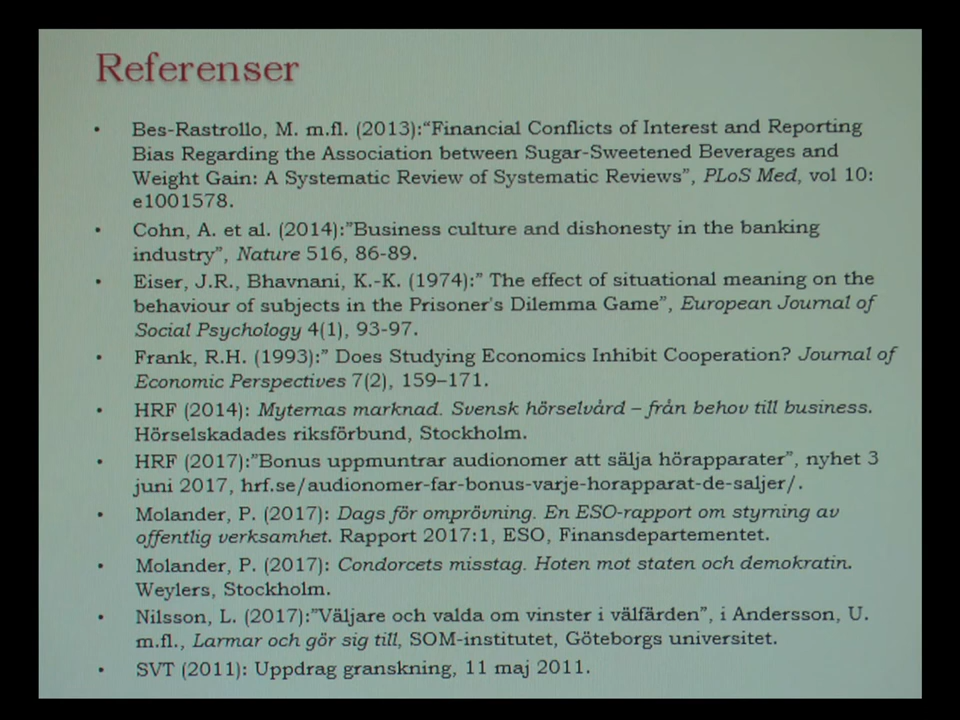 Referenser
• Bes-Rastrollo, M. m.fl. (2013):“Financial Conflicts of Interest and Reporting
Bias Regarding the Association between Sugar-Sweetened Beverages and
Weight Gain: A Systematic Review of Systematic Reviews”, PLoS Med, vol 10:
e1001578.
• Cohn, A. et al. (2014):”Business culture and dishonesty in the banking
industry”, Nature 516, 86-89.
• Eiser, J.R., Bhavnani, K.-K. (1974):” The effect of situational meaning on the
behaviour of subjects in the Prisoner's Dilemma Game”, European Journal of
Social Psychology 4(1), 93-97.
• Frank, R.H. (1993):” Does Studying Economics Inhibit Cooperation? Journal of
Economic Perspectives 7(2), 159–171.
• HRF (2014): Myternas marknad. Svensk hörselvård – från behov till business.
Hörselskadades riksförbund, Stockholm.
• HRF (2017):”Bonus uppmuntrar audionomer att sälja hörapparater”, nyhet 3
juni 2017, hrf.se/audionomer-far-bonus-varje-horapparat-de-saljer/.
• Molander, P. (2017): Dags för omprövning. En ESO-rapport om styrning av
offentlig verksamhet. Rapport 2017:1, ESO, Finansdepartementet.
• Molander, P. (2017): Condorcets misstag. Hoten mot staten och demokratin.
Weylers, Stockholm.
• Nilsson, L. (2017):”Väljare och valda om vinster i välfärden”, i Andersson, U.
m.fl., Larmar och gör sig till, SOM-institutet, Göteborgs universitet.
• SVT (2011): Uppdrag granskning, 11 maj 2011.